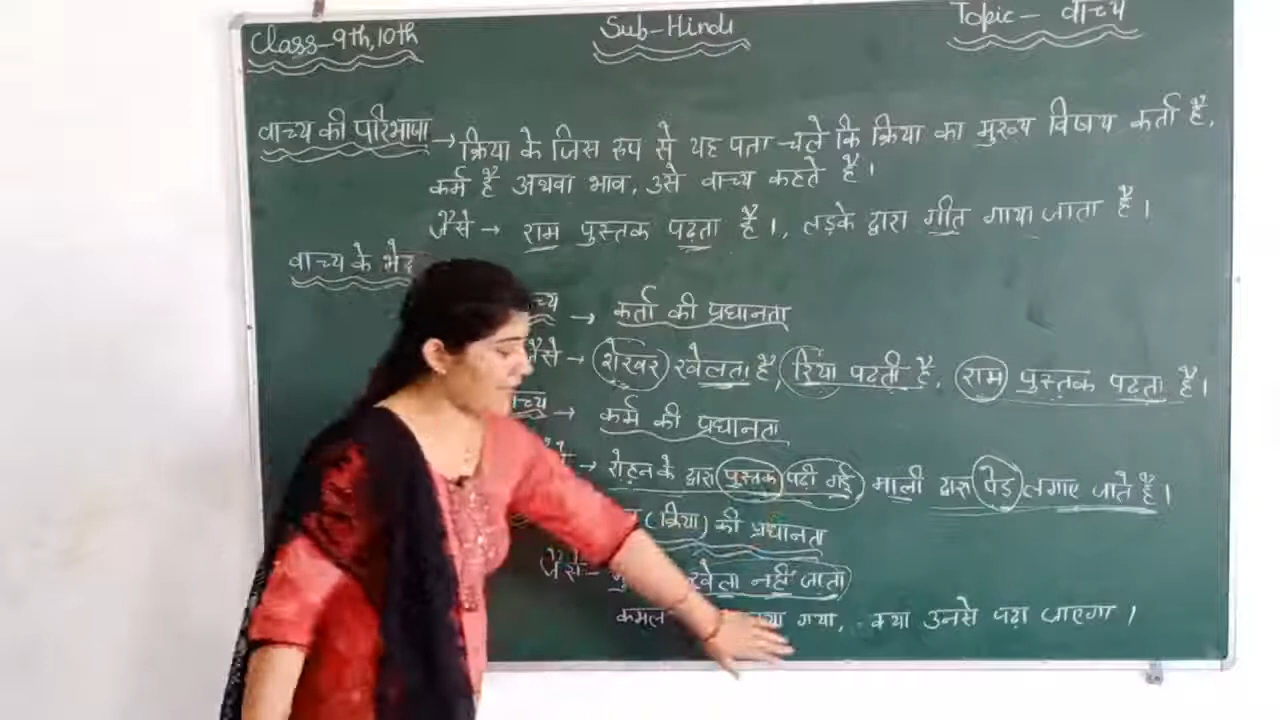 Class-9th,10th
Sub-Hindi
Topic- वाच्य
वाच्य की परिभाषा → क्रिया के जिस रूप से यह पता चले कि क्रिया का मुख्य विषय कर्ता है,
कर्म है अथवा भाव, उसे वाच्य कहते हैं।
जैसे → राम पुस्तक पढ़ता है।, लड़के द्वारा गीत गाया जाता है।
वाच्य के भेद
→ कर्ता की प्रधानता
जैसे → शेखर खेलता है, रिया पढ़ती है, राम पुस्तक पढ़ता है।
→ कर्म की प्रधानता
→ रोहन के द्वारा पुस्तक पढ़ी गई, माली द्वारा पेड़ लगाए जाते है।
(क्रिया) की प्रधानता
जैसे- खेला नहीं जाता
कमल गया, क्या उनसे पढ़ा जाएगा।